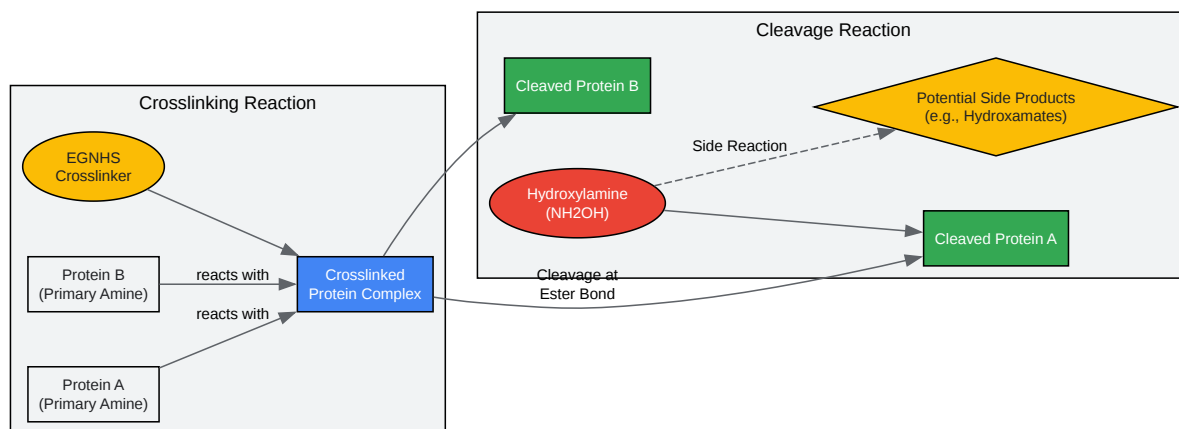 Crosslinking Reaction
EGNHS
Crosslinker
Protein B
(Primary Amine)
reacts with
Protein A
(Primary Amine)
reacts with
Crosslinked
Protein Complex
Cleavage Reaction
Cleaved Protein B
Potential Side Products
(e.g., Hydroxamates)
Side Reaction
Hydroxylamine
(NH2OH)
Cleaved Protein A
Cleavage at
Ester Bond